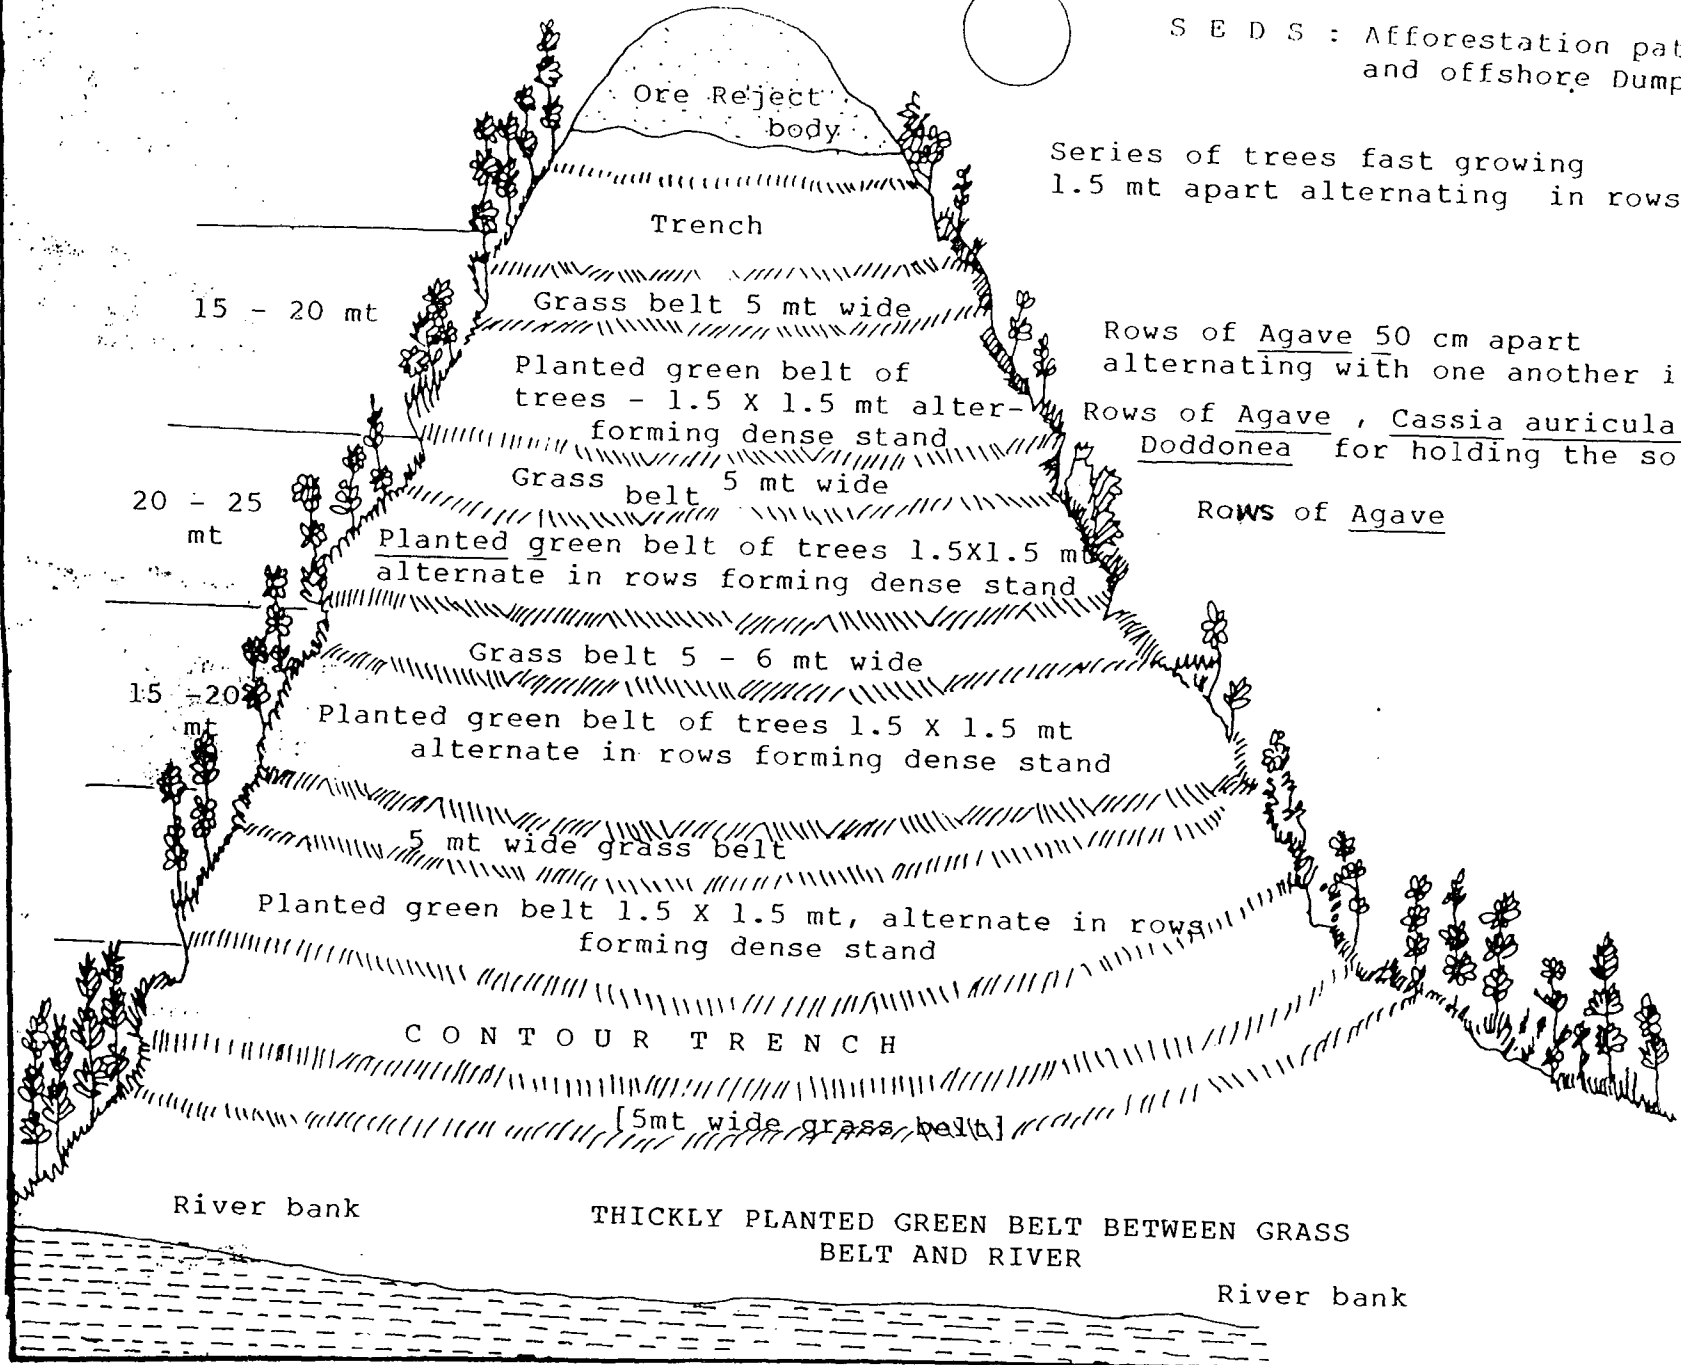 S E D S : Afforestation pat
and offshore Dump
Ore Reject
body
Series of trees fast growing
1.5 mt apart alternating in rows
Trench
15 - 20 mt
Grass belt 5 mt wide
Rows of Agave 50 cm apart
alternating with one another i
Planted green belt of
trees - 1.5 X 1.5 mt alter-
forming dense stand
Rows of Agave , Cassia auricula
Doddonea for holding the so
Grass belt 5 mt wide
20 - 25
mt
Rows of Agave
Planted green belt of trees 1.5X1.5 mt
alternate in rows forming dense stand
Grass belt 5 - 6 mt wide
15 -20
mt
Planted green belt of trees 1.5 X 1.5 mt
alternate in rows forming dense stand
5 mt wide grass belt
Planted green belt 1.5 X 1.5 mt, alternate in rows
forming dense stand
C O N T O U R T R E N C H
[5mt wide grass belt]
River bank
THICKLY PLANTED GREEN BELT BETWEEN GRASS
BELT AND RIVER
River bank